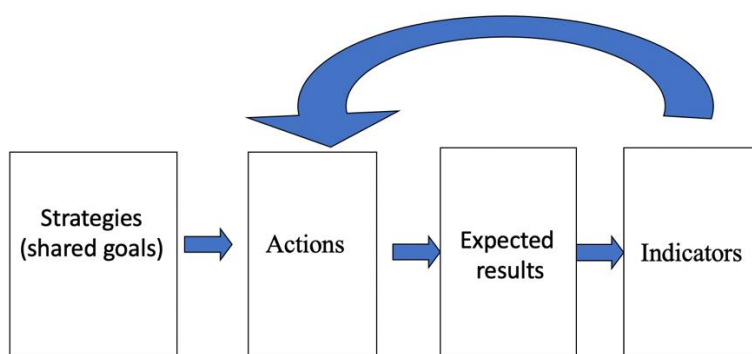 Strategies
(shared goals)
Actions
Expected
results
Indicators